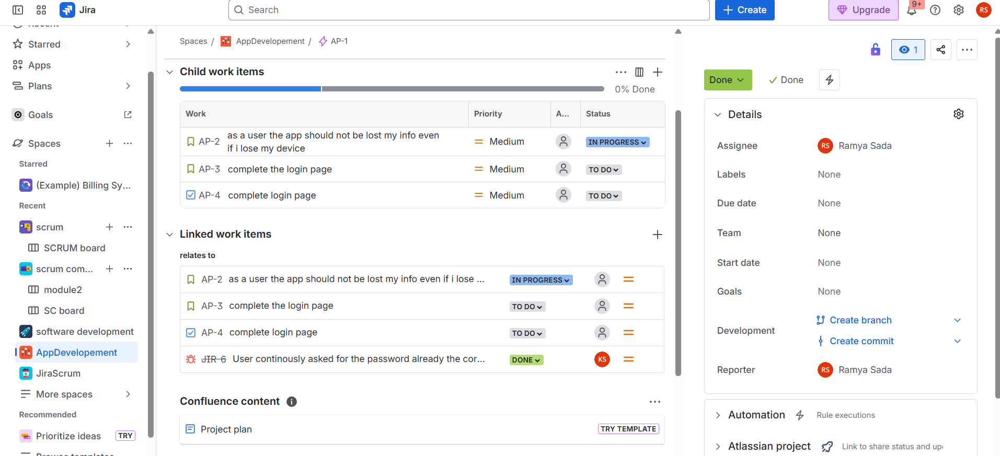 Jira
Search
Create
Upgrade
9+
RS
Recent
Starred
Apps
Plans
Goals
Spaces
Starred
(Example) Billing Sy...
Recent
scrum
SCRUM board
scrum com...
module2
SC board
software development
AppDevelopement
JiraScrum
More spaces
Recommended
Prioritize ideas TRY
Browse templates
Spaces / AppDevelopement / AP-1
Child work items
0% Done
Work Priority A... Status
AP-2 as a user the app should not be lost my info even
if i lose my device Medium IN PROGRESS
AP-3 complete the login page Medium TO DO
AP-4 complete login page Medium TO DO
Linked work items
relates to
AP-2 as a user the app should not be lost my info even if i lose ... IN PROGRESS
AP-3 complete the login page TO DO
AP-4 complete login page TO DO
JIR-6 User continously asked for the password already the cor... DONE KS
Confluence content
Project plan TRY TEMPLATE
1
Done Done
Details
Assignee RS Ramya Sada
Labels None
Due date None
Team None
Start date None
Goals None
Development Create branch
Create commit
Reporter RS Ramya Sada
Automation Rule executions
Atlassian project Link to share status and up